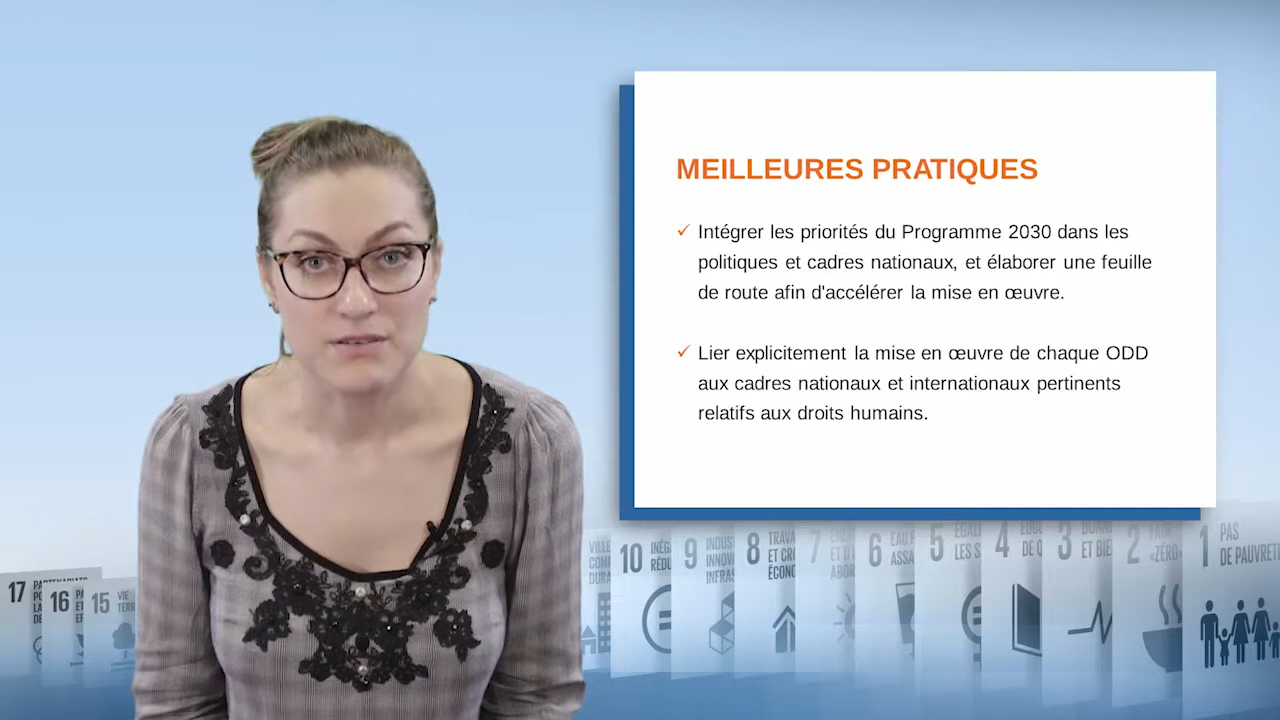 MEILLEURES PRATIQUES
✓ Intégrer les priorités du Programme 2030 dans les
politiques et cadres nationaux, et élaborer une feuille
de route afin d'accélérer la mise en œuvre.
✓ Lier explicitement la mise en œuvre de chaque ODD
aux cadres nationaux et internationaux pertinents
relatifs aux droits humains.
17
16
15 VIE
10
9
8
7
6
5
4
3
2
1 PAS
DE PAUVRET